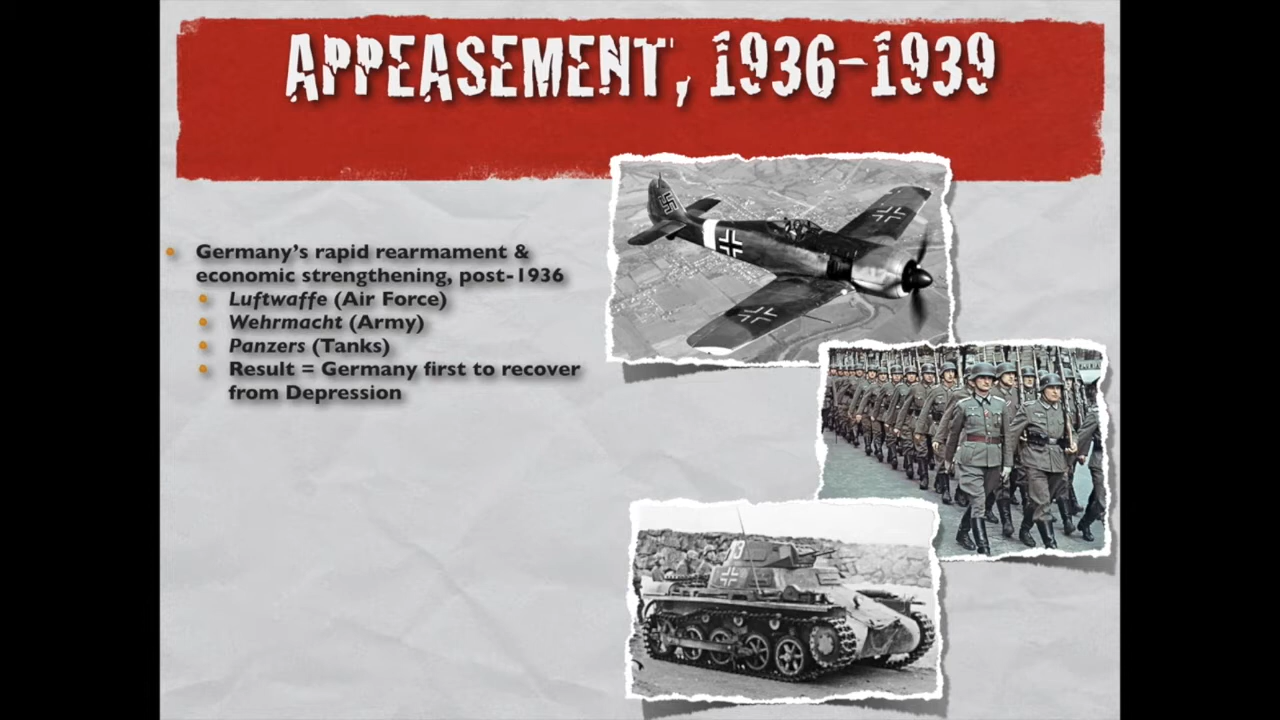 APPEASEMENT, 1936-1939
Germany's rapid rearmament &
economic strengthening, post-1936
Luftwaffe (Air Force)
Wehrmacht (Army)
Panzers (Tanks)
Result = Germany first to recover
from Depression
13